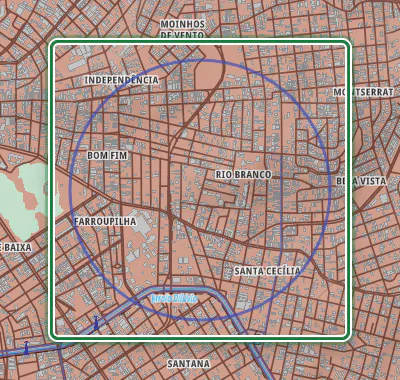 MOINHOS
DE VENTO
INDEPENDÊNCIA
MONTSERRAT
BOM FIM
RIO BRANCO
BELA VISTA
FARROUPILHA
E BAIXA
SANTA CECÍLIA
SANTANA